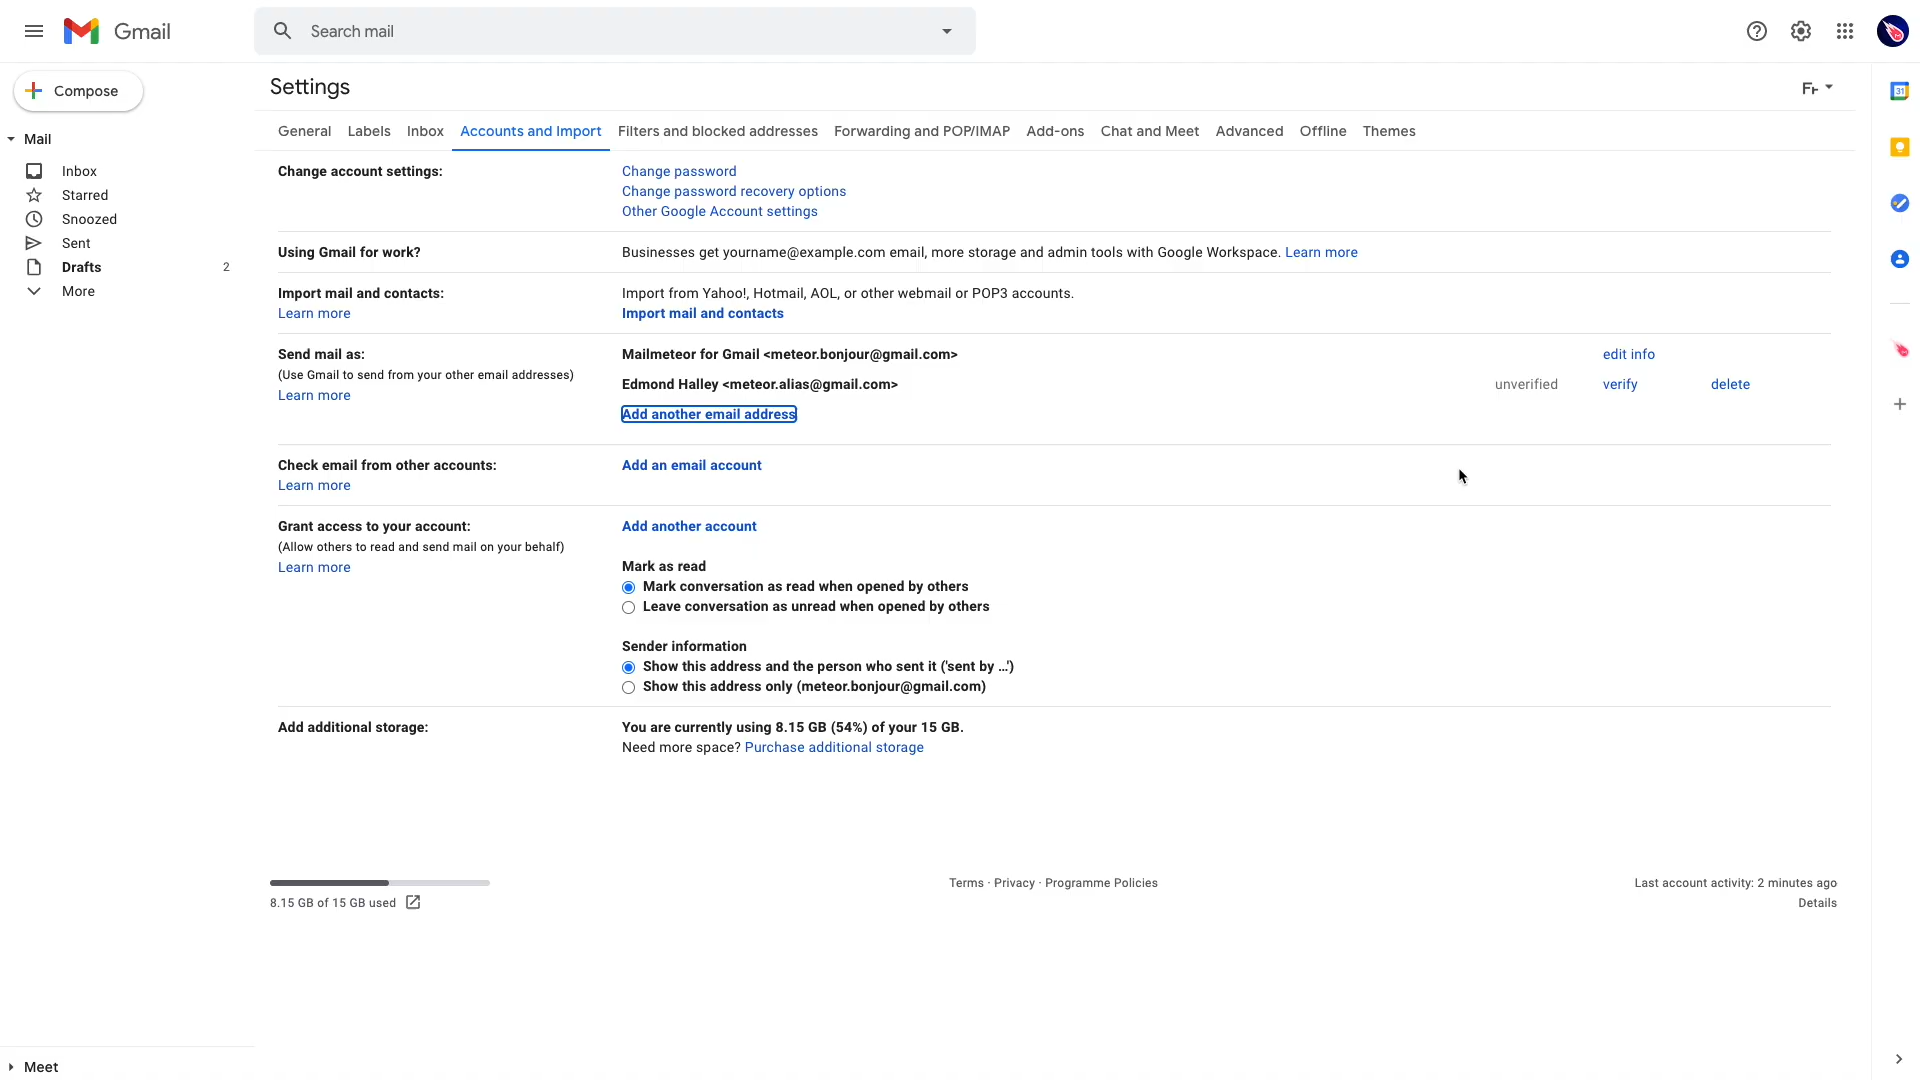 Gmail
Search mail
Compose
Settings
Fr
31
General Labels Inbox Accounts and Import Filters and blocked addresses Forwarding and POP/IMAP Add-ons Chat and Meet Advanced Offline Themes
Mail
Inbox
Starred
Snoozed
Sent
Drafts 2
More
Change account settings: Change password
Change password recovery options
Other Google Account settings
Using Gmail for work? Businesses get yourname@example.com email, more storage and admin tools with Google Workspace. Learn more
Import mail and contacts: Import from Yahoo!, Hotmail, AOL, or other webmail or POP3 accounts.
Learn more Import mail and contacts
Send mail as: Mailmeteor for Gmail <meteor.bonjour@gmail.com> edit info
(Use Gmail to send from your other email addresses) Edmond Halley <meteor.alias@gmail.com> unverified verify delete
Learn more
Add another email address
Check email from other accounts: Add an email account
Learn more
Grant access to your account: Add another account
(Allow others to read and send mail on your behalf)
Learn more
Mark as read
Mark conversation as read when opened by others
Leave conversation as unread when opened by others
Sender information
Show this address and the person who sent it ('sent by ...')
Show this address only (meteor.bonjour@gmail.com)
Add additional storage: You are currently using 8.15 GB (54%) of your 15 GB.
Need more space? Purchase additional storage
Terms · Privacy · Programme Policies Last account activity: 2 minutes ago
8.15 GB of 15 GB used Details
Meet